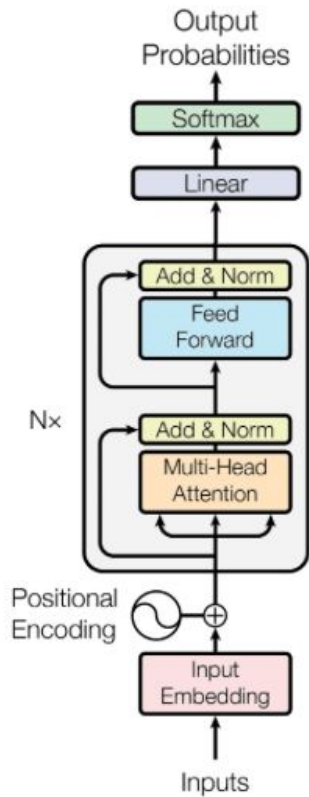 Output
Probabilities
Softmax
Linear
Add & Norm
Feed
Forward
N×
Add & Norm
Multi-Head
Attention
Positional
Encoding
Input
Embedding
Inputs